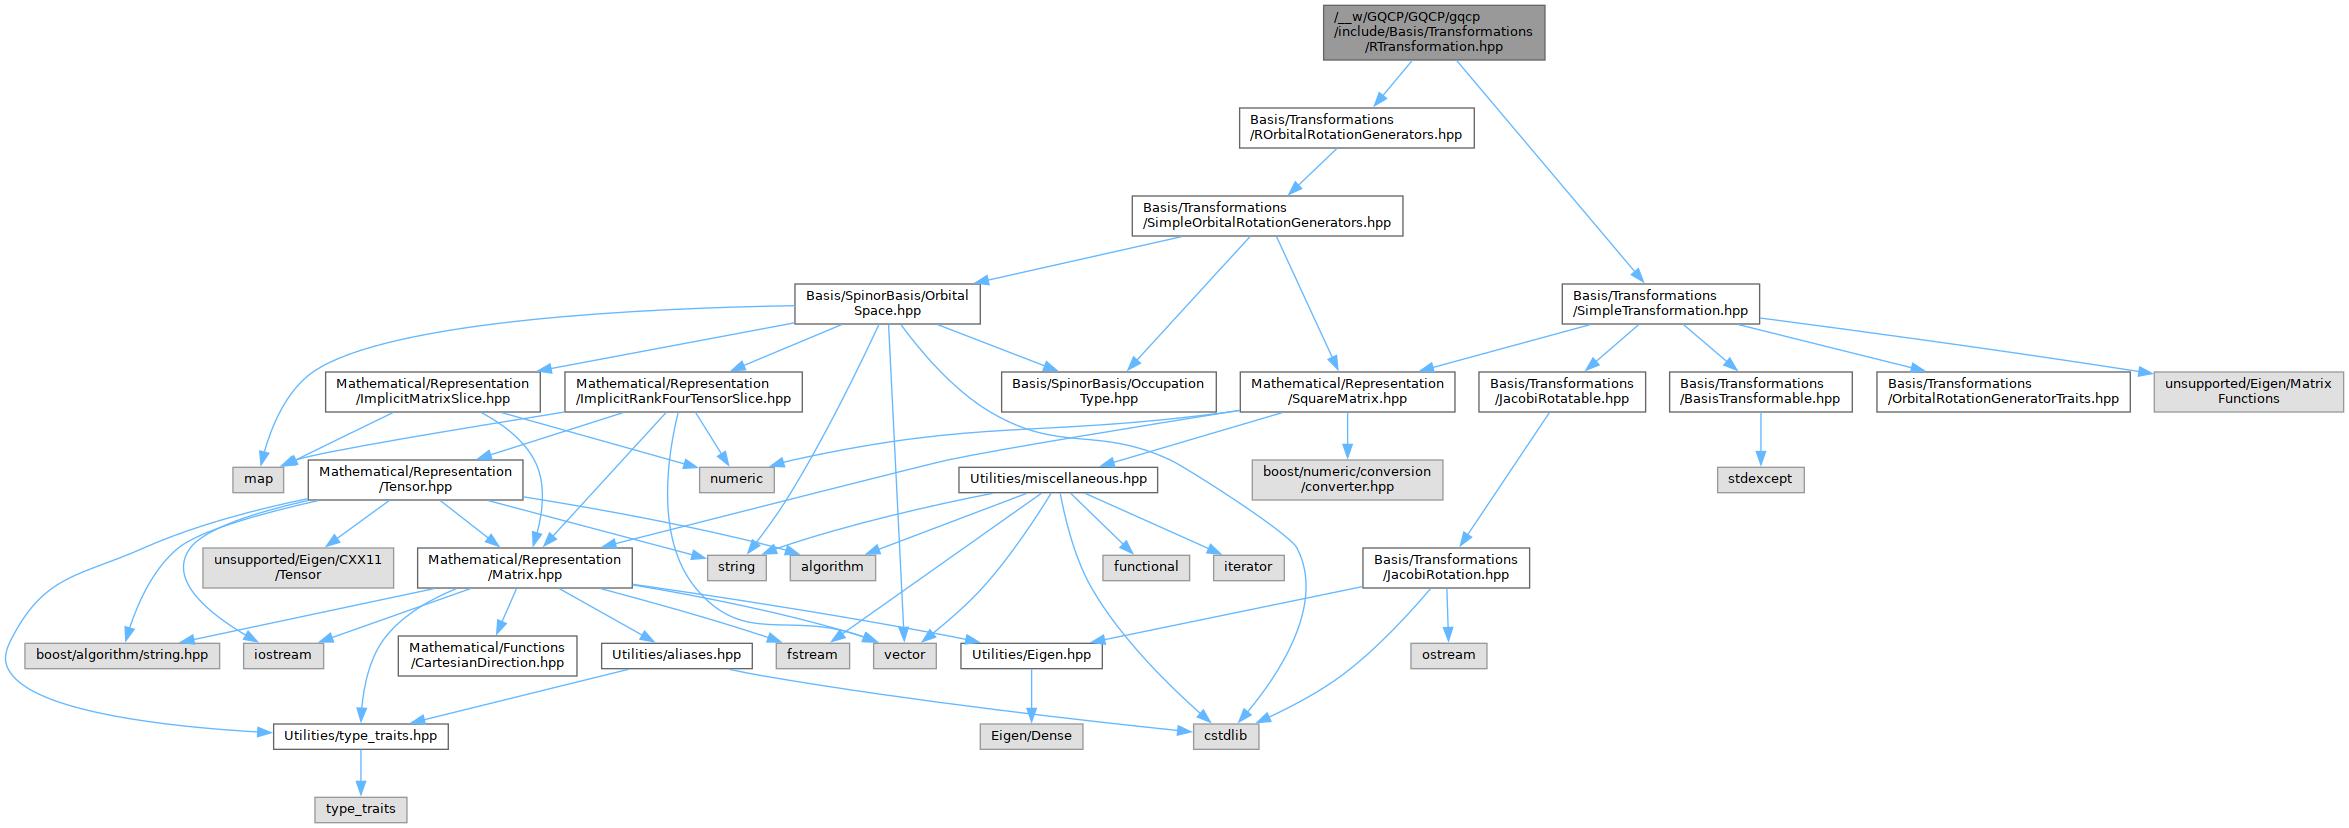 /__w/GQCP/GQCP/gqcp
/include/Basis/Transformations
/RTransformation.hpp
Basis/Transformations
/ROrbitalRotationGenerators.hpp
Basis/Transformations
/SimpleOrbitalRotationGenerators.hpp
Basis/SpinorBasis/Orbital
Space.hpp
Basis/Transformations
/SimpleTransformation.hpp
Mathematical/Representation
/ImplicitMatrixSlice.hpp
Mathematical/Representation
/ImplicitRankFourTensorSlice.hpp
Basis/SpinorBasis/Occupation
Type.hpp
Mathematical/Representation
/SquareMatrix.hpp
Basis/Transformations
/JacobiRotatable.hpp
Basis/Transformations
/BasisTransformable.hpp
Basis/Transformations
/OrbitalRotationGeneratorTraits.hpp
unsupported/Eigen/Matrix
Functions
map
Mathematical/Representation
/Tensor.hpp
numeric
Utilities/miscellaneous.hpp
boost/numeric/conversion
/converter.hpp
stdexcept
unsupported/Eigen/CXX11
/Tensor
Mathematical/Representation
/Matrix.hpp
string
algorithm
functional
iterator
Basis/Transformations
/JacobiRotation.hpp
boost/algorithm/string.hpp
iostream
Mathematical/Functions
/CartesianDirection.hpp
Utilities/aliases.hpp
fstream
vector
Utilities/Eigen.hpp
ostream
Utilities/type_traits.hpp
Eigen/Dense
cstdlib
type_traits